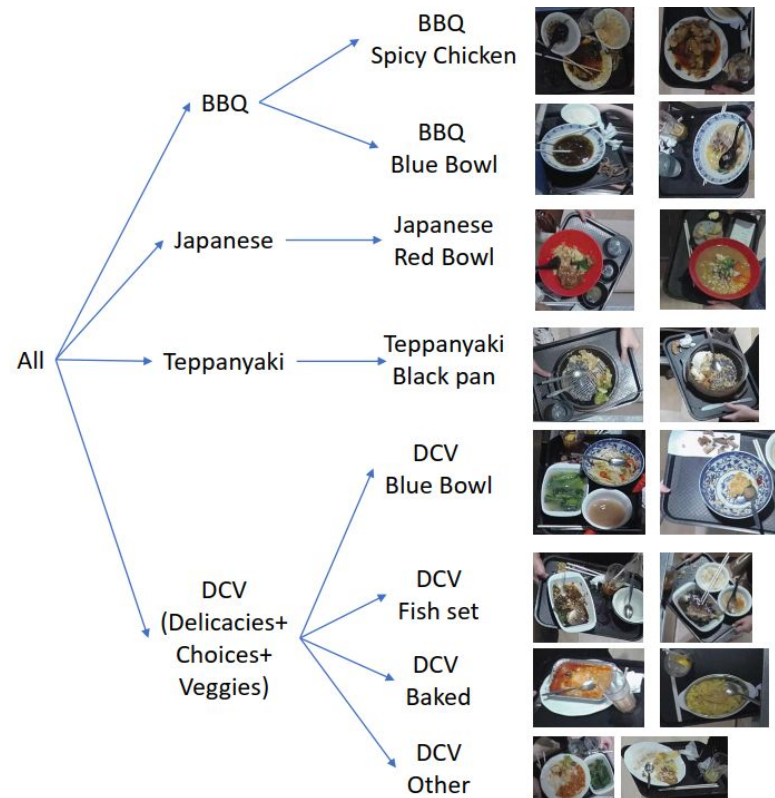 BBQ
Spicy Chicken
BBQ
BBQ
Blue Bowl
Japanese
Japanese
Red Bowl
All
Teppanyaki
Teppanyaki
Black pan
DCV
Blue Bowl
DCV
(Delicacies+
Choices+
Veggies)
DCV
Fish set
DCV
Baked
DCV
Other